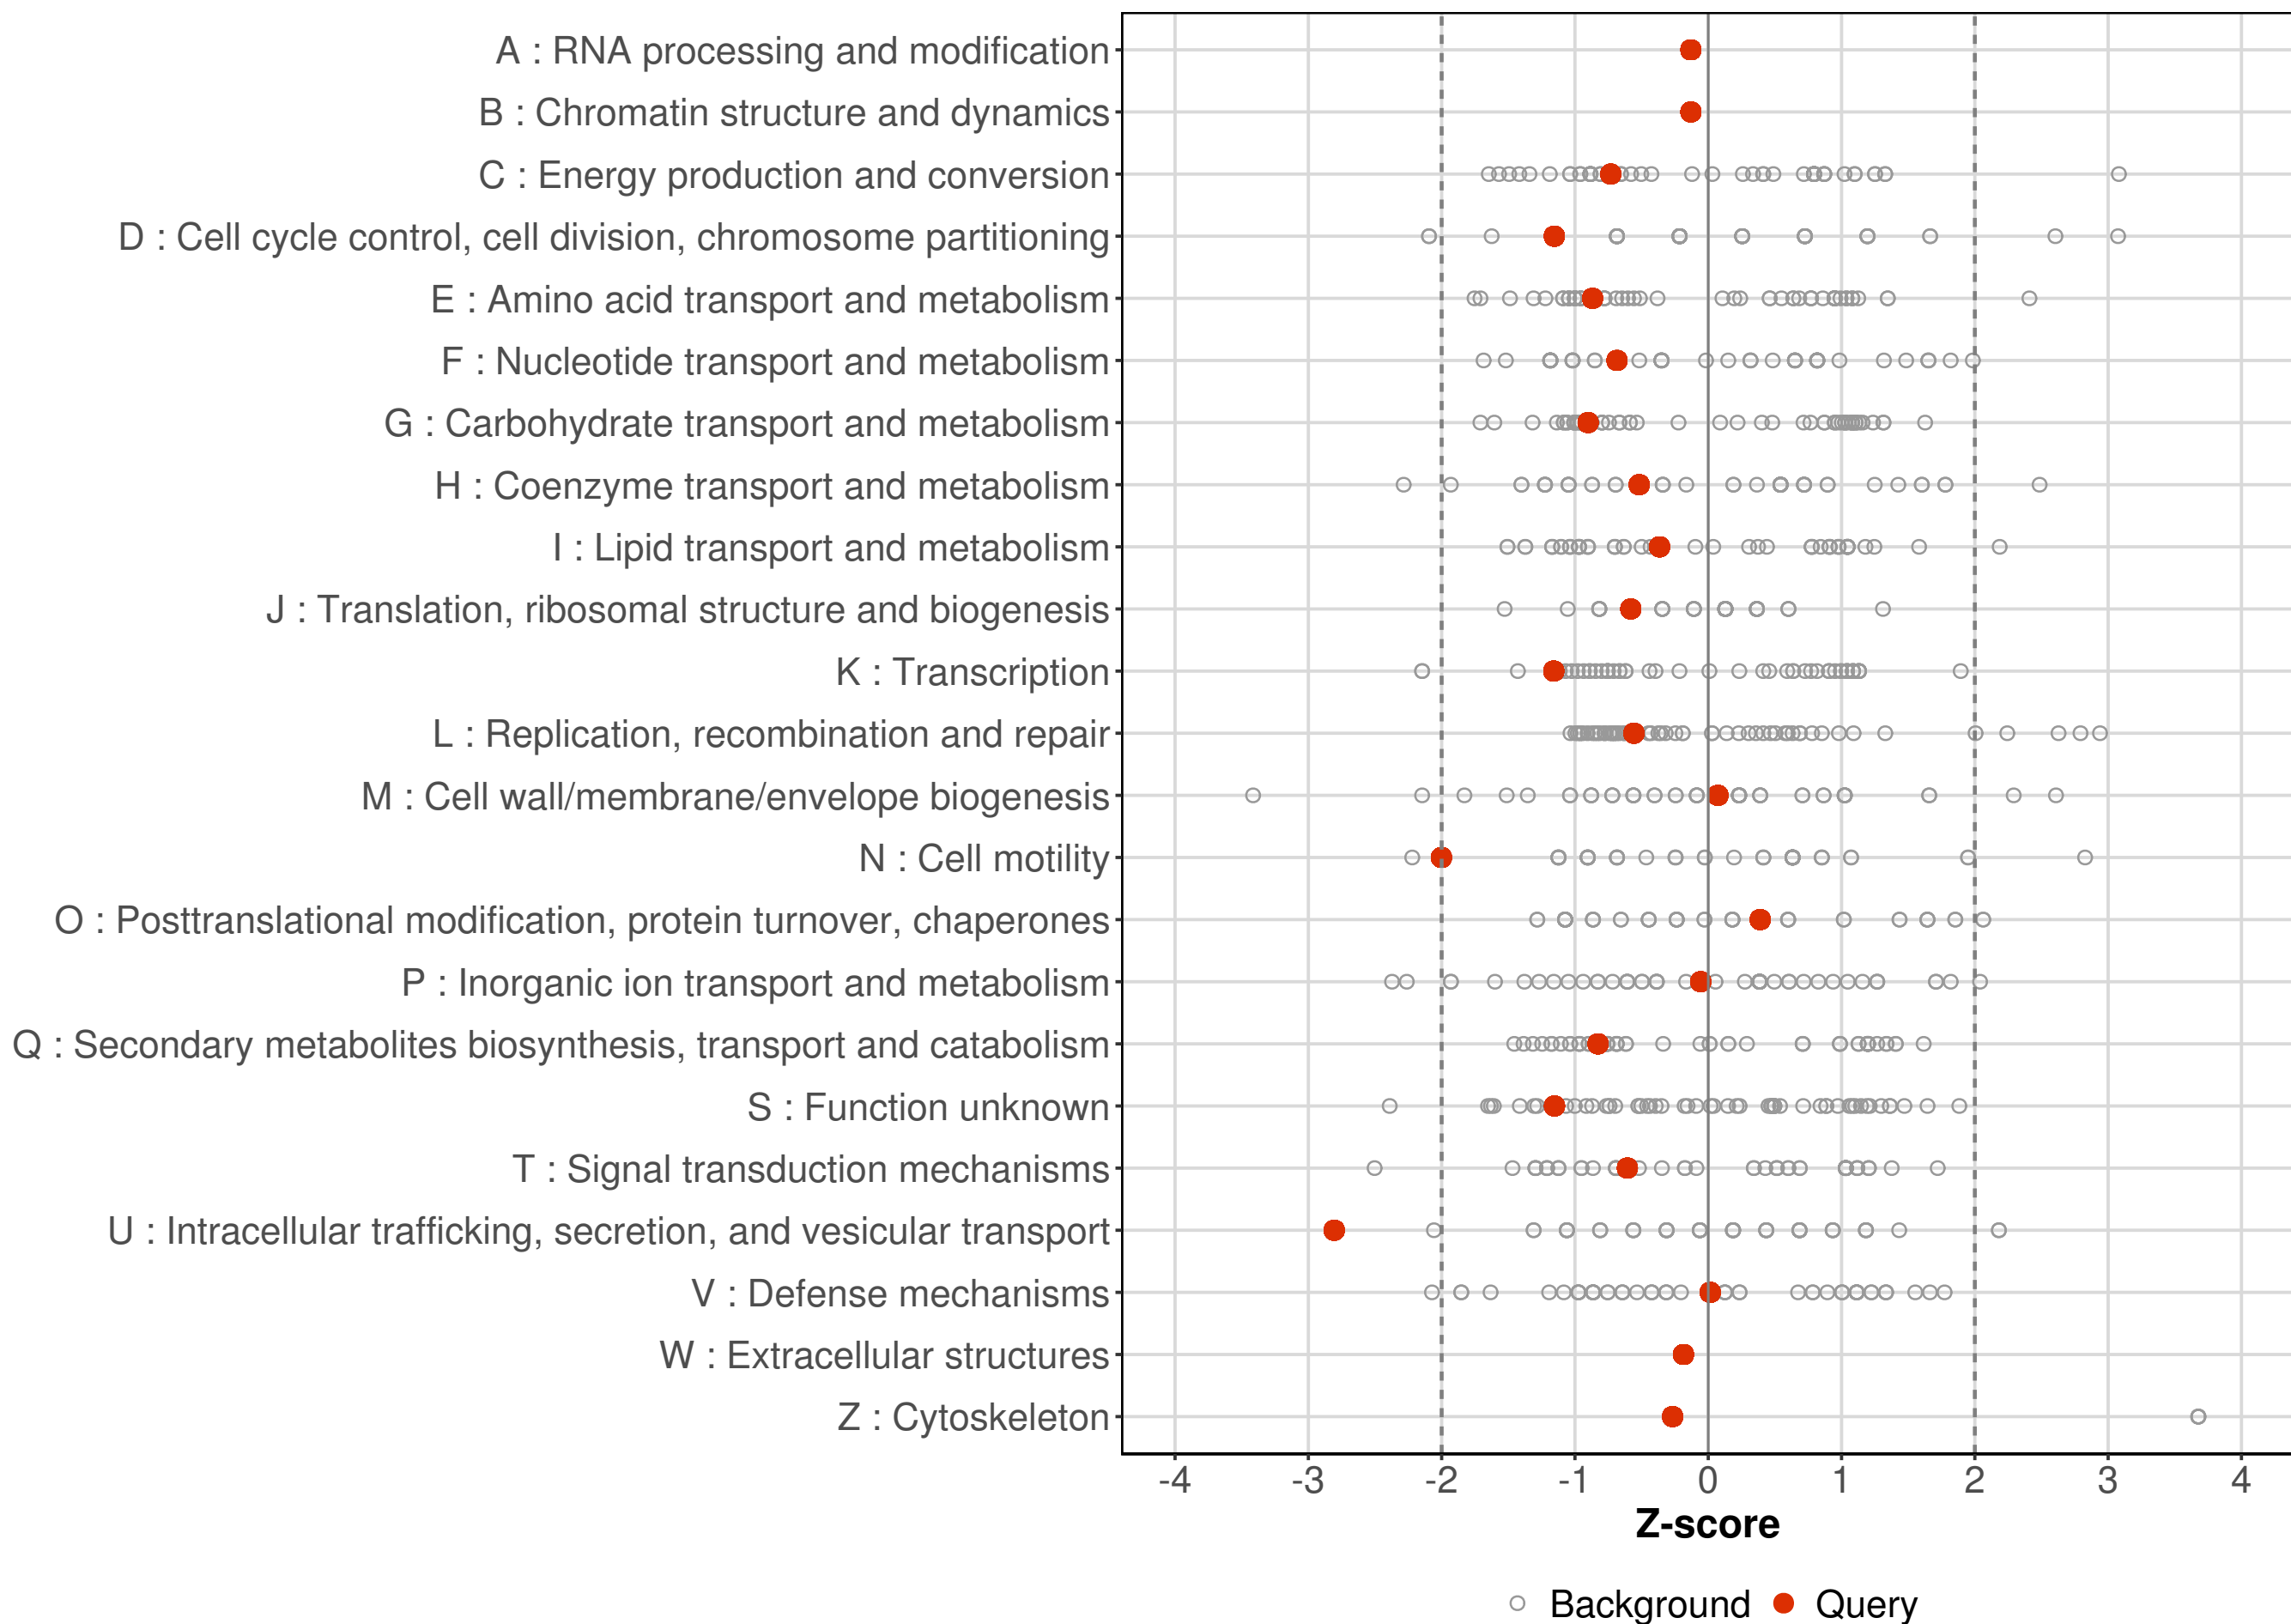 A : RNA processing and modification
B : Chromatin structure and dynamics
C : Energy production and conversion
D : Cell cycle control, cell division, chromosome partitioning
E : Amino acid transport and metabolism
F : Nucleotide transport and metabolism
G : Carbohydrate transport and metabolism
H : Coenzyme transport and metabolism
I : Lipid transport and metabolism
J : Translation, ribosomal structure and biogenesis
K : Transcription
L : Replication, recombination and repair
M : Cell wall/membrane/envelope biogenesis
N : Cell motility
O : Posttranslational modification, protein turnover, chaperones
P : Inorganic ion transport and metabolism
Q : Secondary metabolites biosynthesis, transport and catabolism
S : Function unknown
T : Signal transduction mechanisms
U : Intracellular trafficking, secretion, and vesicular transport
V : Defense mechanisms
W : Extracellular structures
Z : Cytoskeleton
-4 -3 -2 -1 0 1 2 3 4
Z-score
Background Query